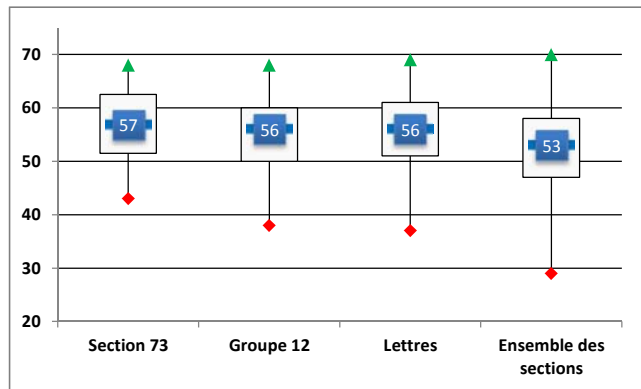 70
60
57
56
56
53
50
40
30
20
Section 73
Groupe 12
Lettres
Ensemble des
sections